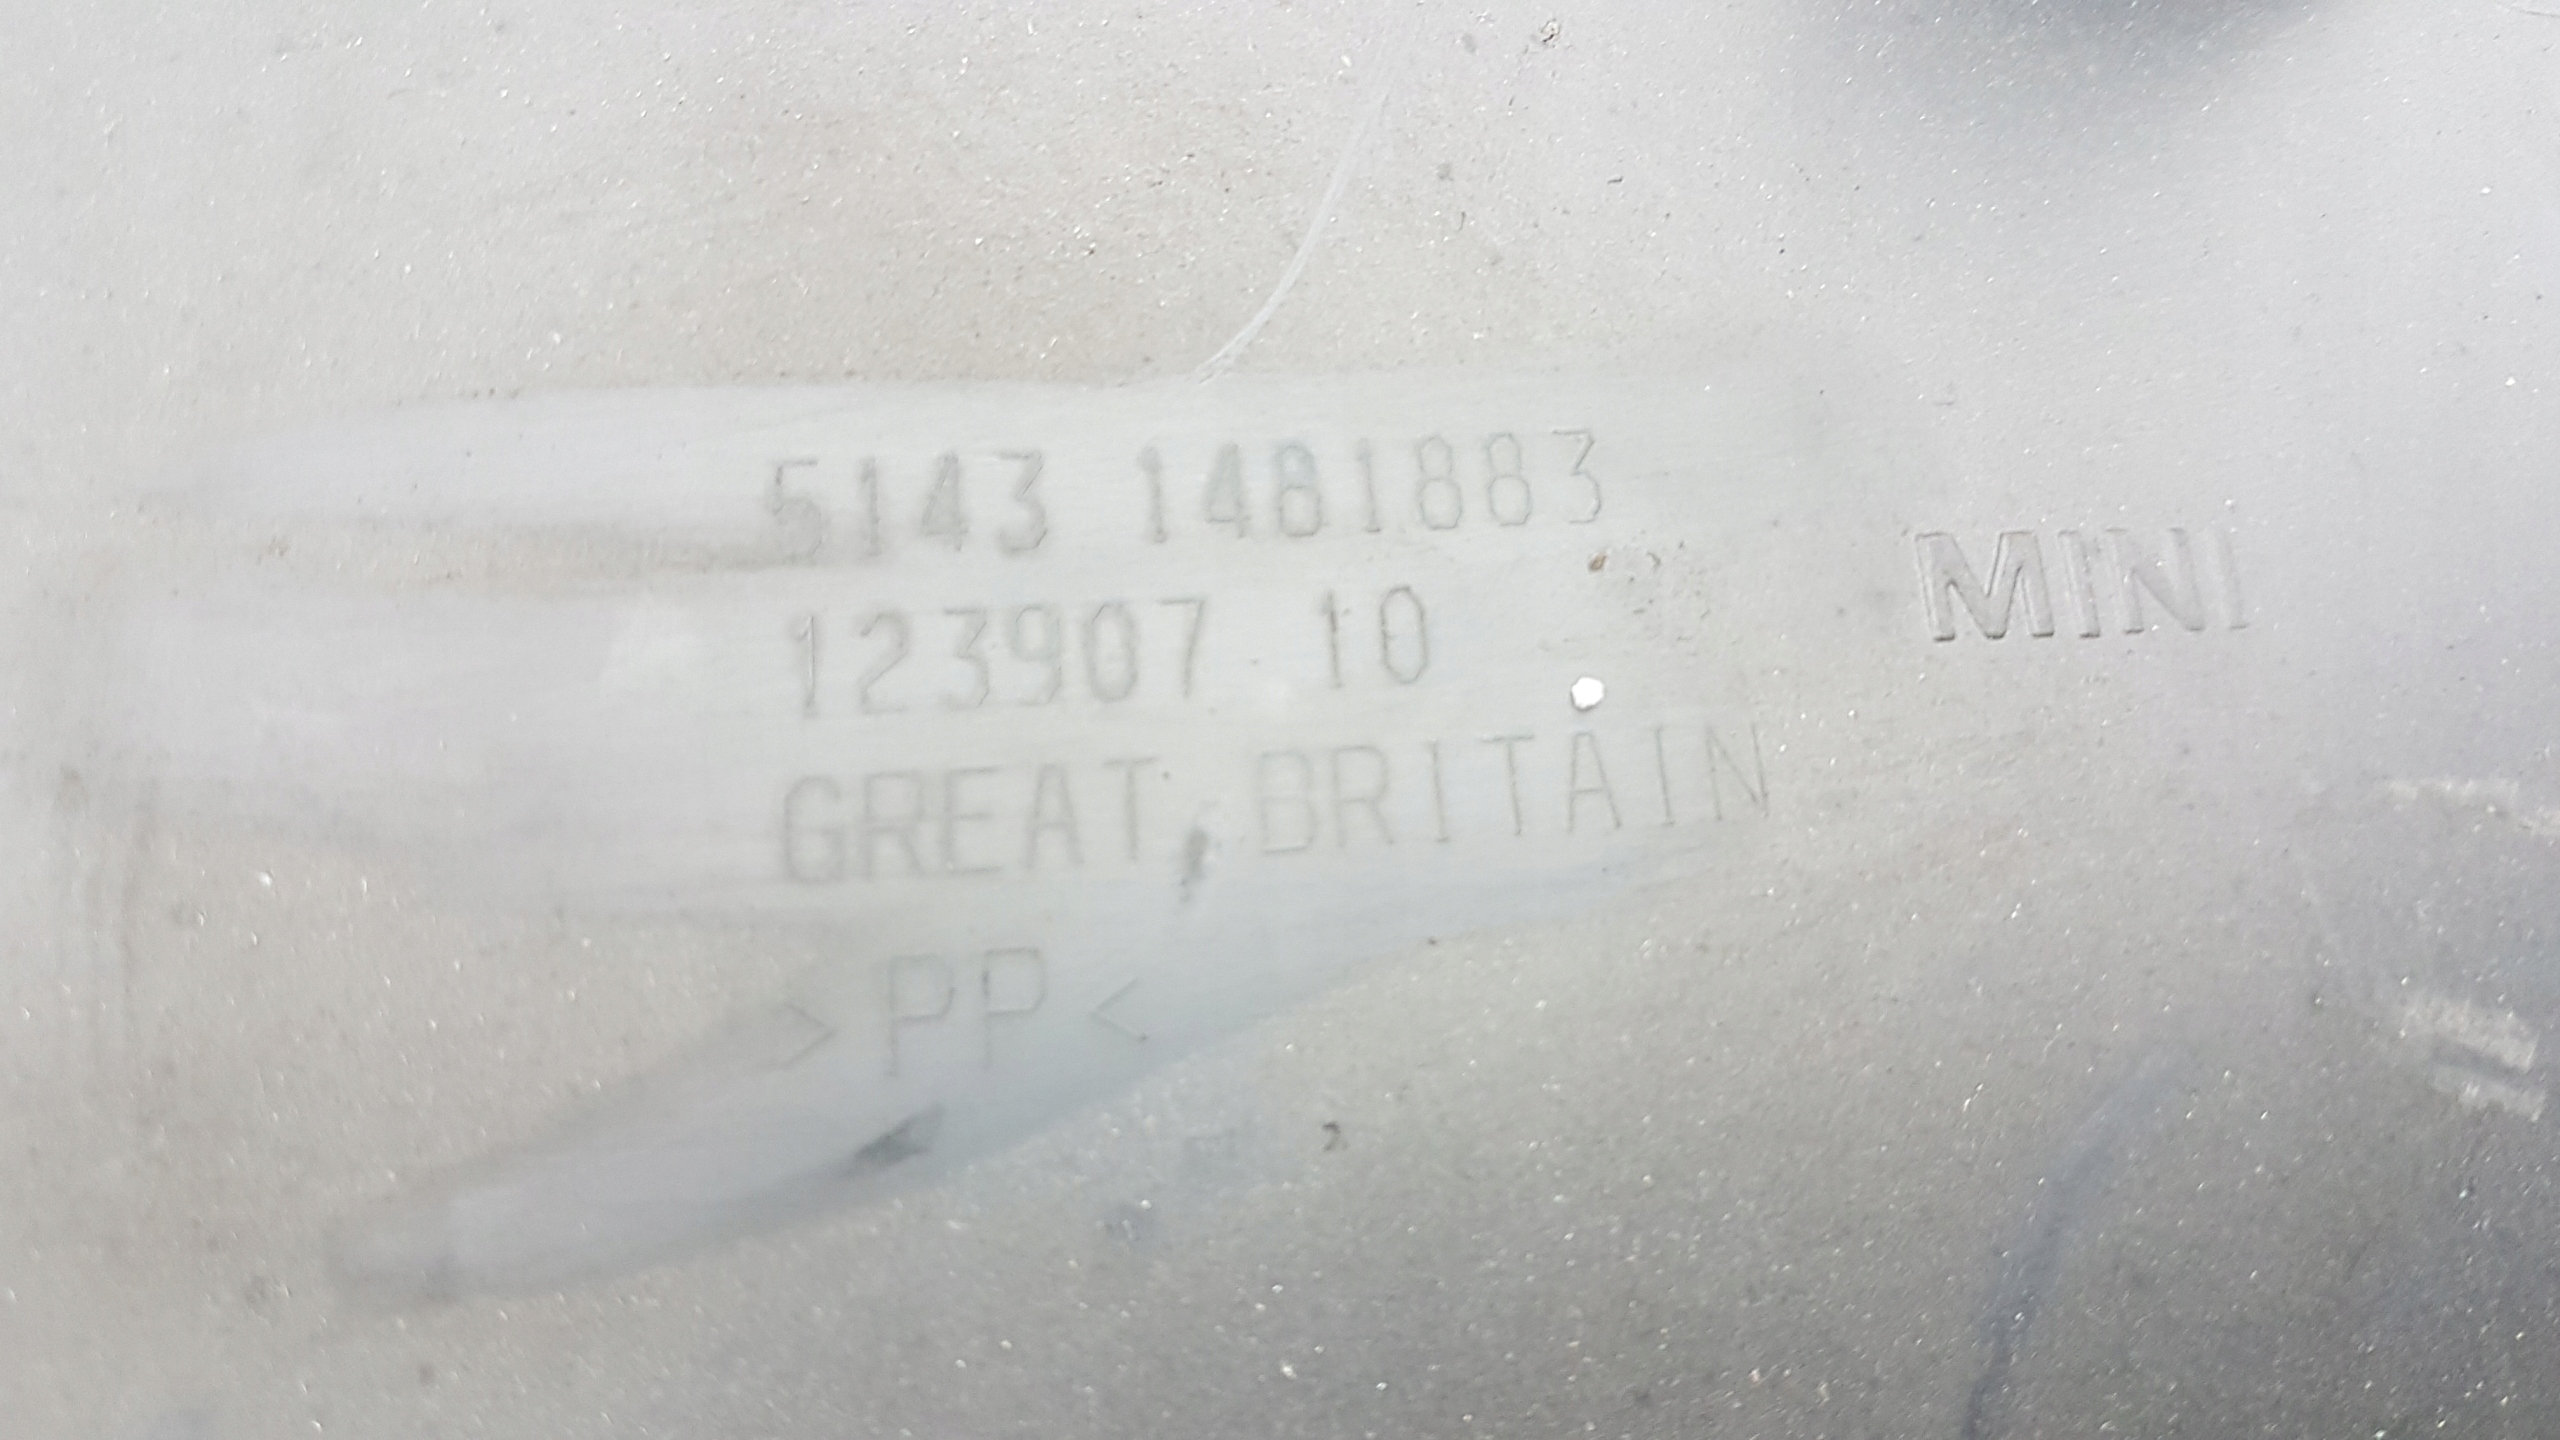 5143 1481883
123907 10
GREAT BRITAIN
>PP<
MINI